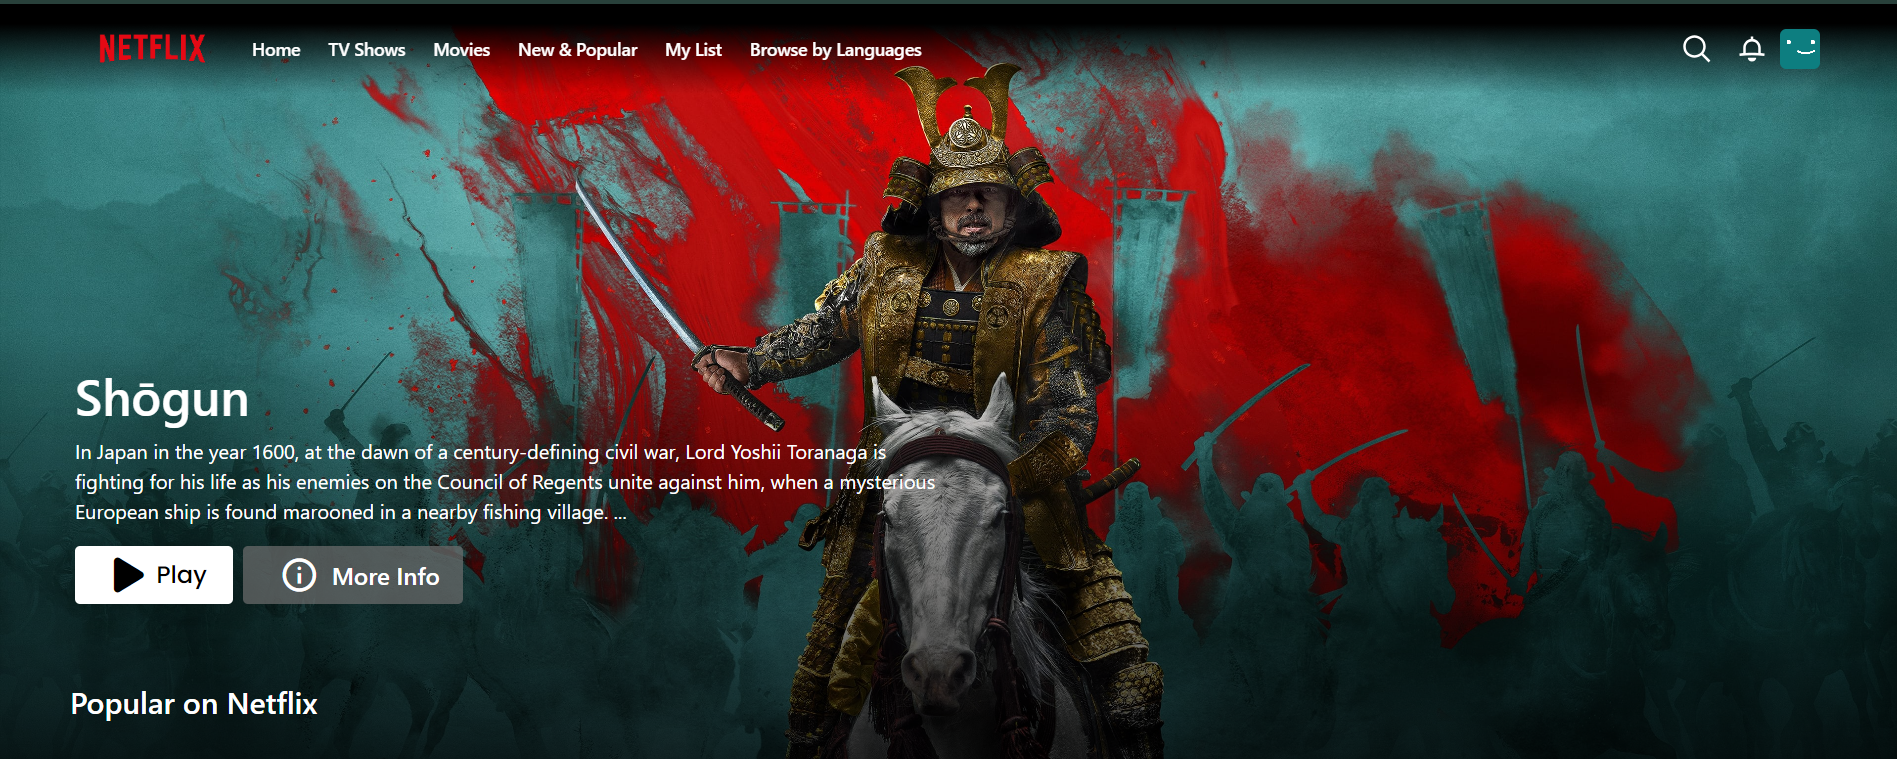 NETFLIX Home TV Shows Movies New & Popular My List Browse by Languages
Shōgun
In Japan in the year 1600, at the dawn of a century-defining civil war, Lord Yoshii Toranaga is
fighting for his life as his enemies on the Council of Regents unite against him, when a mysterious
European ship is found marooned in a nearby fishing village. ...
Play More Info
Popular on Netflix